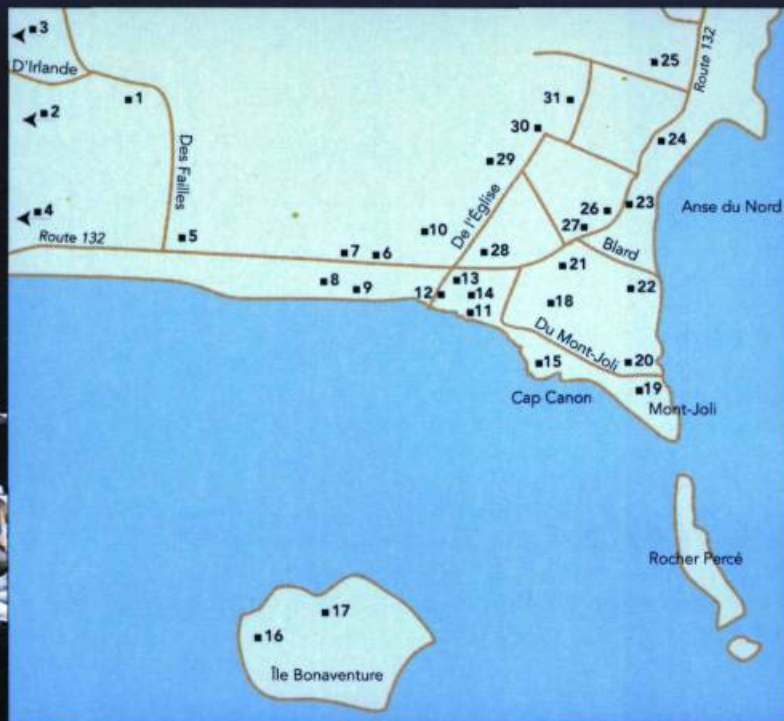 3
D'Irlande
2
1
4
Route 132
Des Failles
5
7
6
8
9
10
De l'Église
29
30
31
25
Route 132
24
Anse du Nord
23
26
27
Blard
28
21
22
13
12
14
11
18
Du Mont-Joli
15
20
19
Cap Canon
Mont-Joli
Rocher Percé
17
16
Île Bonaventure